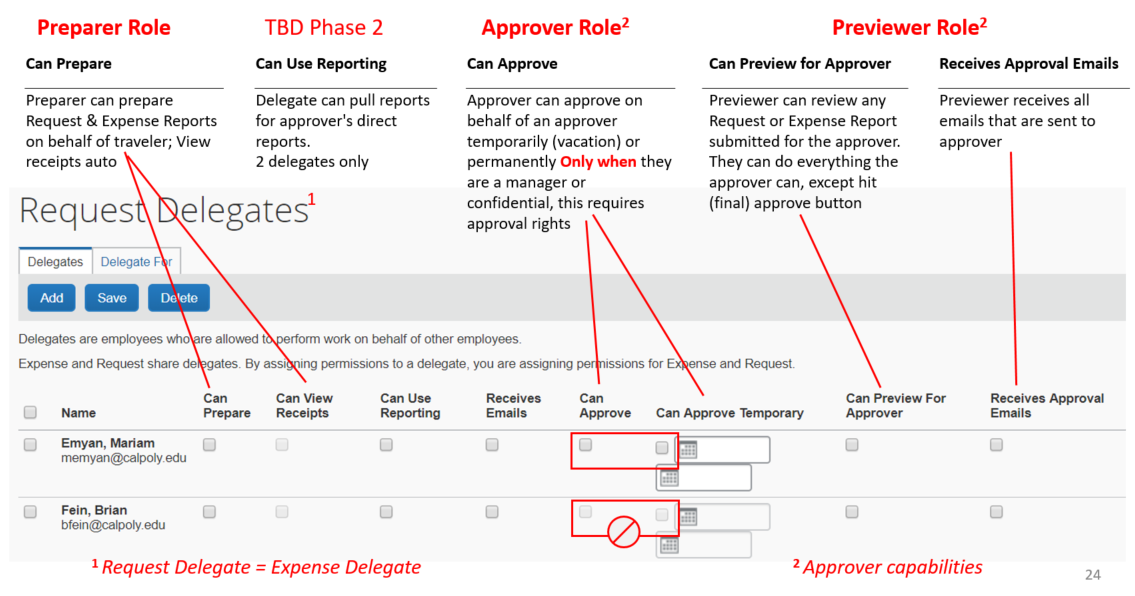 Preparer Role
TBD Phase 2
Approver Role2
Previewer Role2
Can Prepare
Can Use Reporting
Can Approve
Can Preview for Approver
Receives Approval Emails
Preparer can prepare
Request & Expense Reports
on behalf of traveler; View
receipts auto
Delegate can pull reports
for approver's direct
reports.
2 delegates only
Approver can approve on
behalf of an approver
temporarily (vacation) or
permanently Only when they
are a manager or
confidential, this requires
approval rights
Previewer can review any
Request or Expense Report
submitted for the approver.
They can do everything the
approver can, except hit
(final) approve button
Previewer receives all
emails that are sent to
approver
Request Delegates1
Delegates
Delegate For
Add
Save
Delete
Delegates are employees who are allowed to perform work on behalf of other employees.
Expense and Request share delegates. By assigning permissions to a delegate, you are assigning permissions for Expense and Request.
Name
Can
Prepare
Can View
Receipts
Can Use
Reporting
Receives
Emails
Can
Approve
Can Approve Temporary
Can Preview For
Approver
Receives Approval
Emails
Emyan, Mariam
memyan@calpoly.edu
Fein, Brian
bfein@calpoly.edu
1 Request Delegate = Expense Delegate
2 Approver capabilities
24